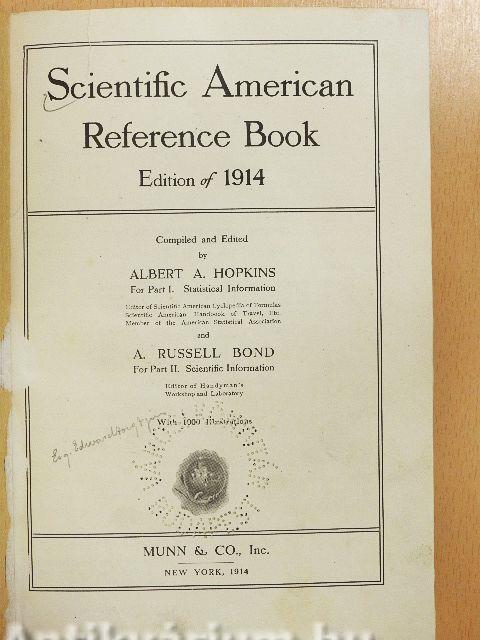 Scientific American
Reference Book
Edition of 1914
Compiled and Edited
by
ALBERT A. HOPKINS
For Part I. Statistical Information
Editor of Scientific American Cyclopedia of Formulas
Scientific American Handbook of Travel, Etc.
Member of the American Statistical Association
and
A. RUSSELL BOND
For Part II. Scientific Information
Editor of Handyman's
Workshop and Laboratory
With 1000 Illustrations
MUNN & CO., Inc.
NEW YORK, 1914
Antikvárium.hu